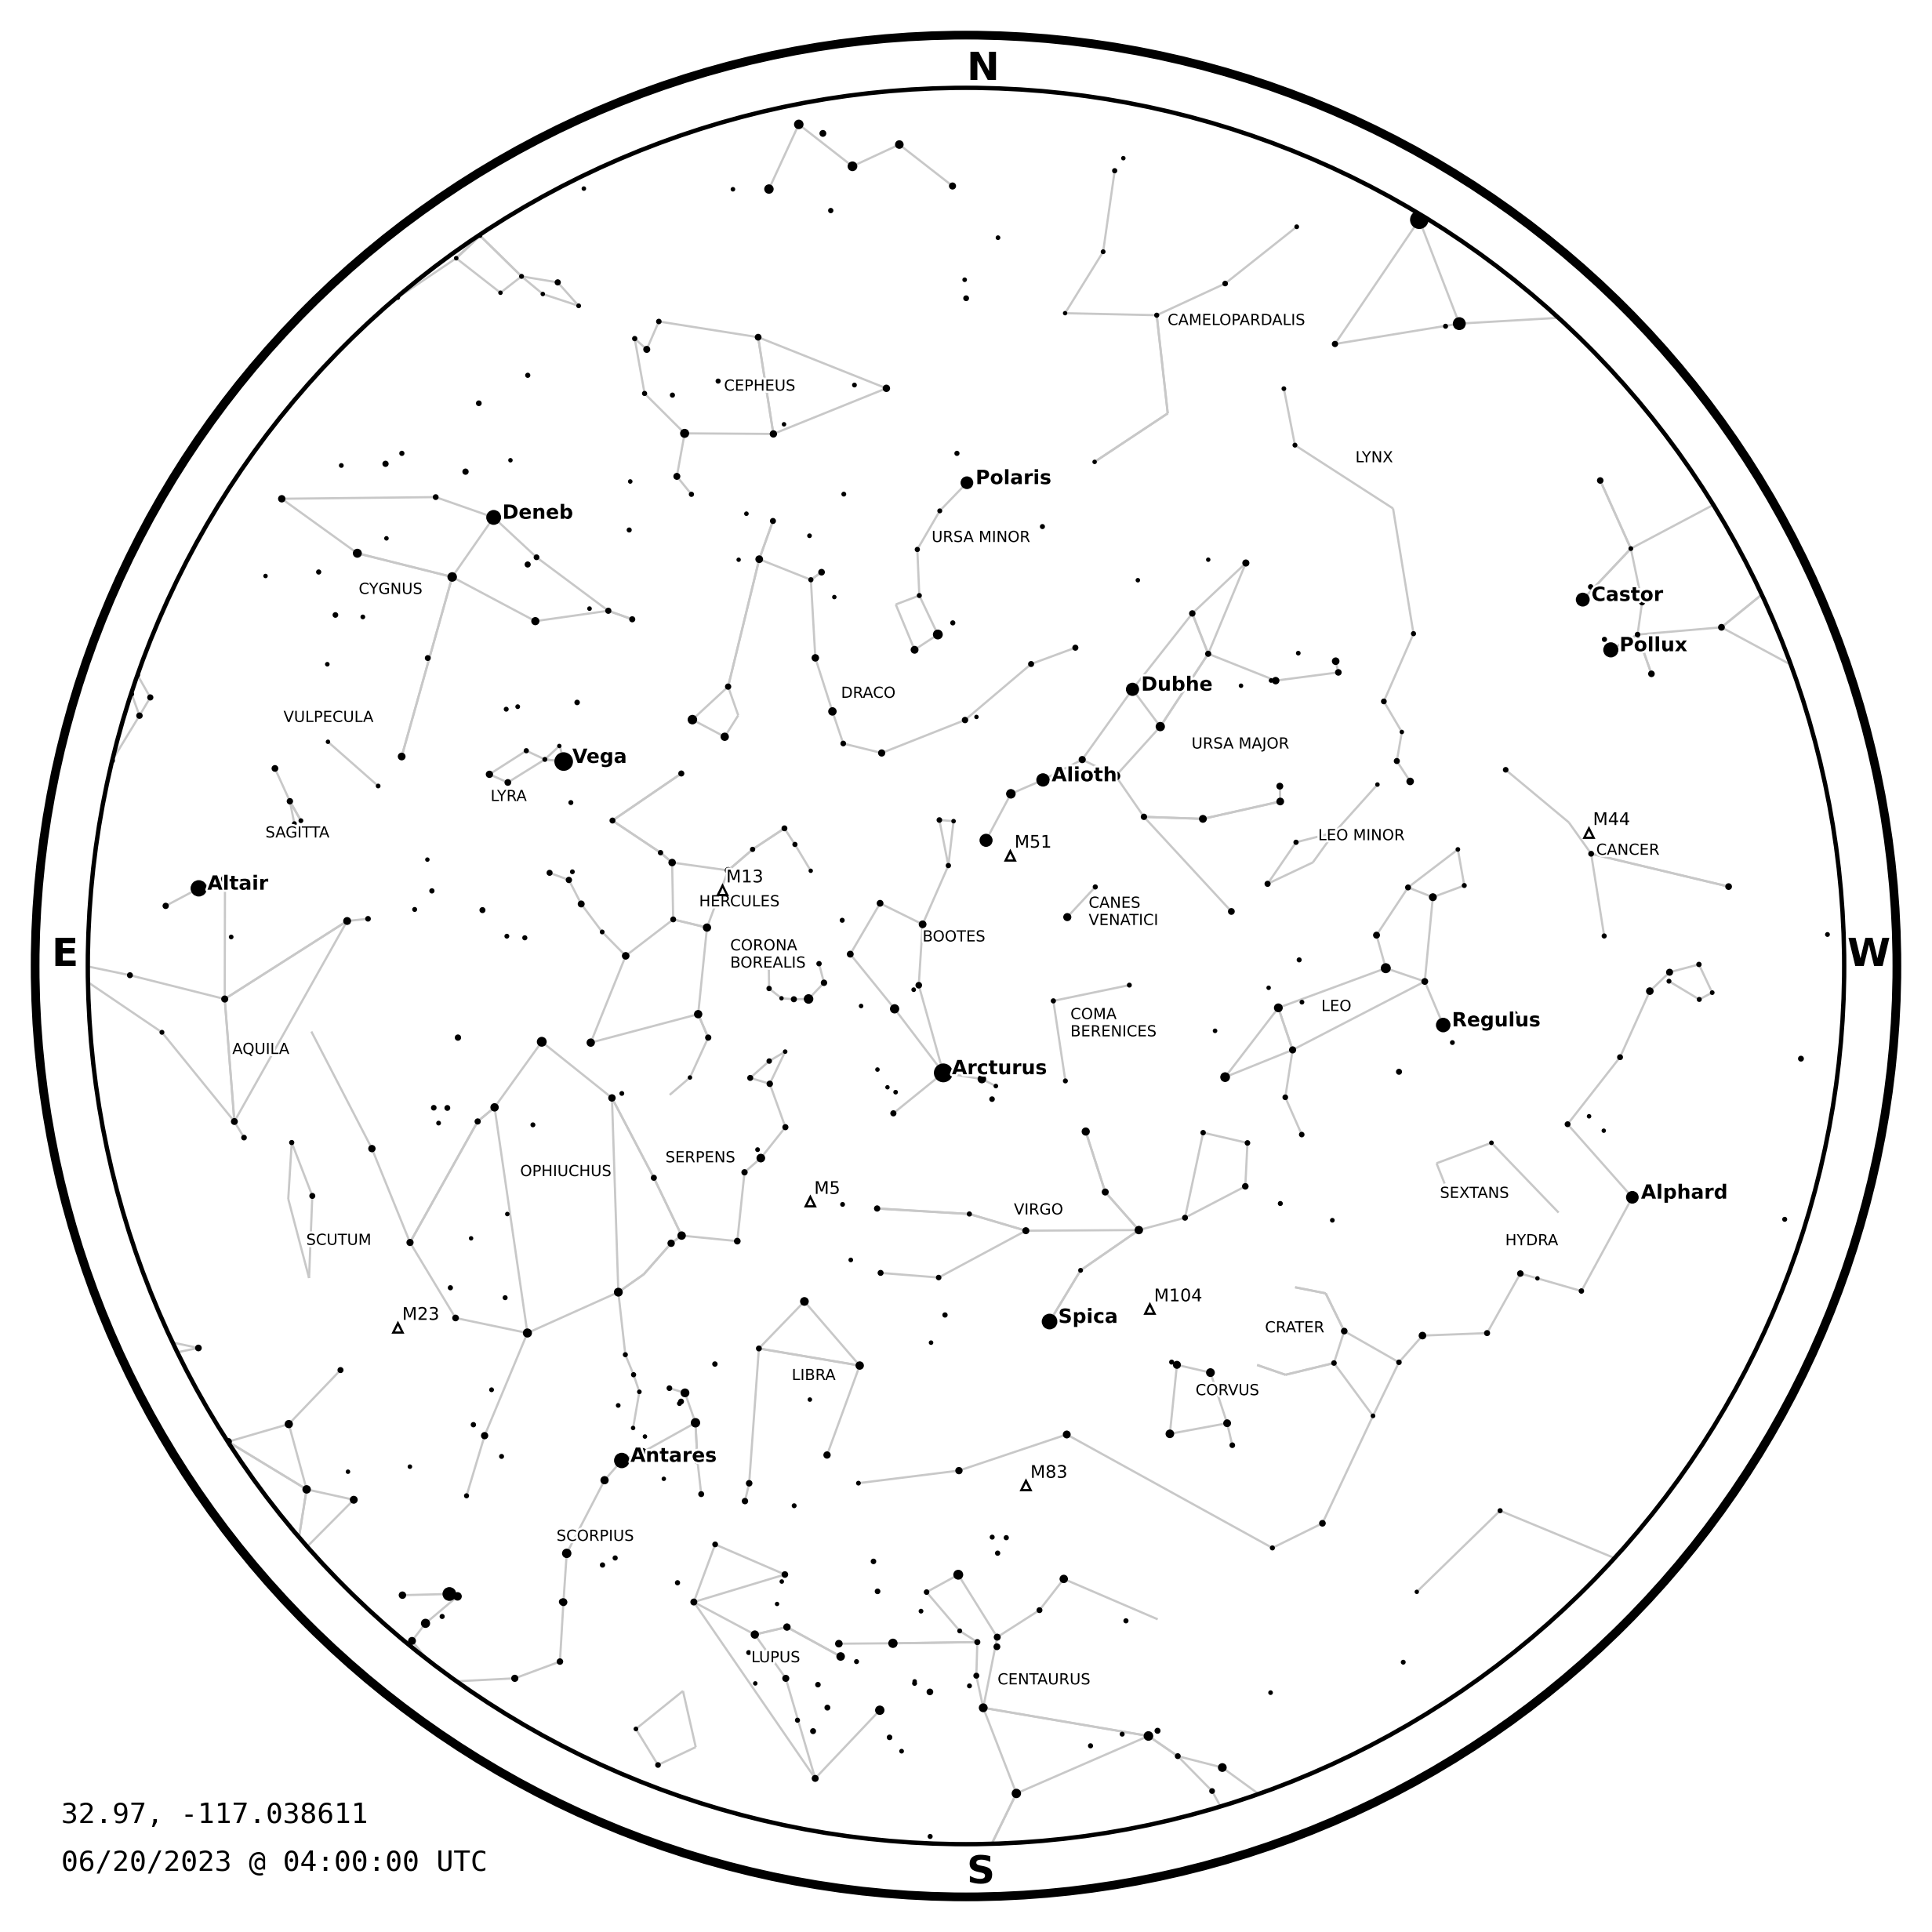 N
CAMELOPARDALIS
CEPHEUS
LYNX
Polaris
Deneb
URSA MINOR
CYGNUS
Castor
Pollux
Dubhe
DRACO
VULPECULA
URSA MAJOR
Vega
Alioth
LYRA
M44
SAGITTA
LEO MINOR
M51
CANCER
M13
Altair
HERCULES
CANES
VENATICI
BOOTES
E
CORONA
BOREALIS
W
LEO
COMA
BERENICES
Regulus
AQUILA
Arcturus
SERPENS
OPHIUCHUS
M5
SEXTANS
Alphard
VIRGO
SCUTUM
HYDRA
M104
M23
Spica
CRATER
LIBRA
CORVUS
Antares
M83
SCORPIUS
LUPUS
CENTAURUS
32.97, -117.038611
06/20/2023 @ 04:00:00 UTC
S